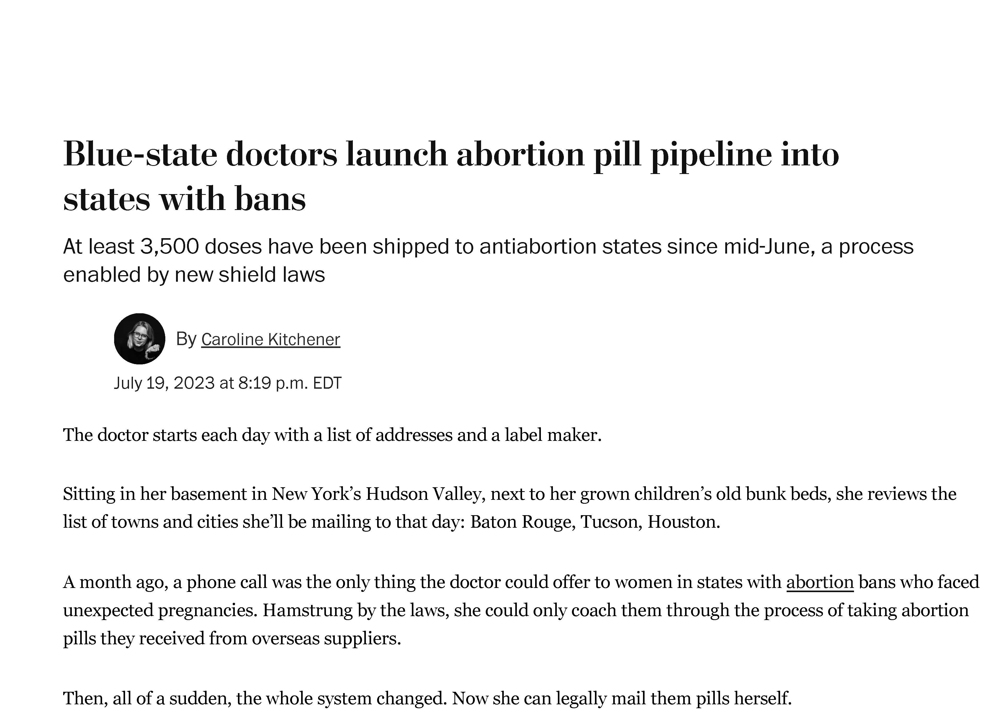 Blue-state doctors launch abortion pill pipeline into
states with bans
At least 3,500 doses have been shipped to antiabortion states since mid-June, a process
enabled by new shield laws
By Caroline Kitchener
July 19, 2023 at 8:19 p.m. EDT
The doctor starts each day with a list of addresses and a label maker.
Sitting in her basement in New York’s Hudson Valley, next to her grown children’s old bunk beds, she reviews the
list of towns and cities she’ll be mailing to that day: Baton Rouge, Tucson, Houston.
A month ago, a phone call was the only thing the doctor could offer to women in states with abortion bans who faced
unexpected pregnancies. Hamstrung by the laws, she could only coach them through the process of taking abortion
pills they received from overseas suppliers.
Then, all of a sudden, the whole system changed. Now she can legally mail them pills herself.